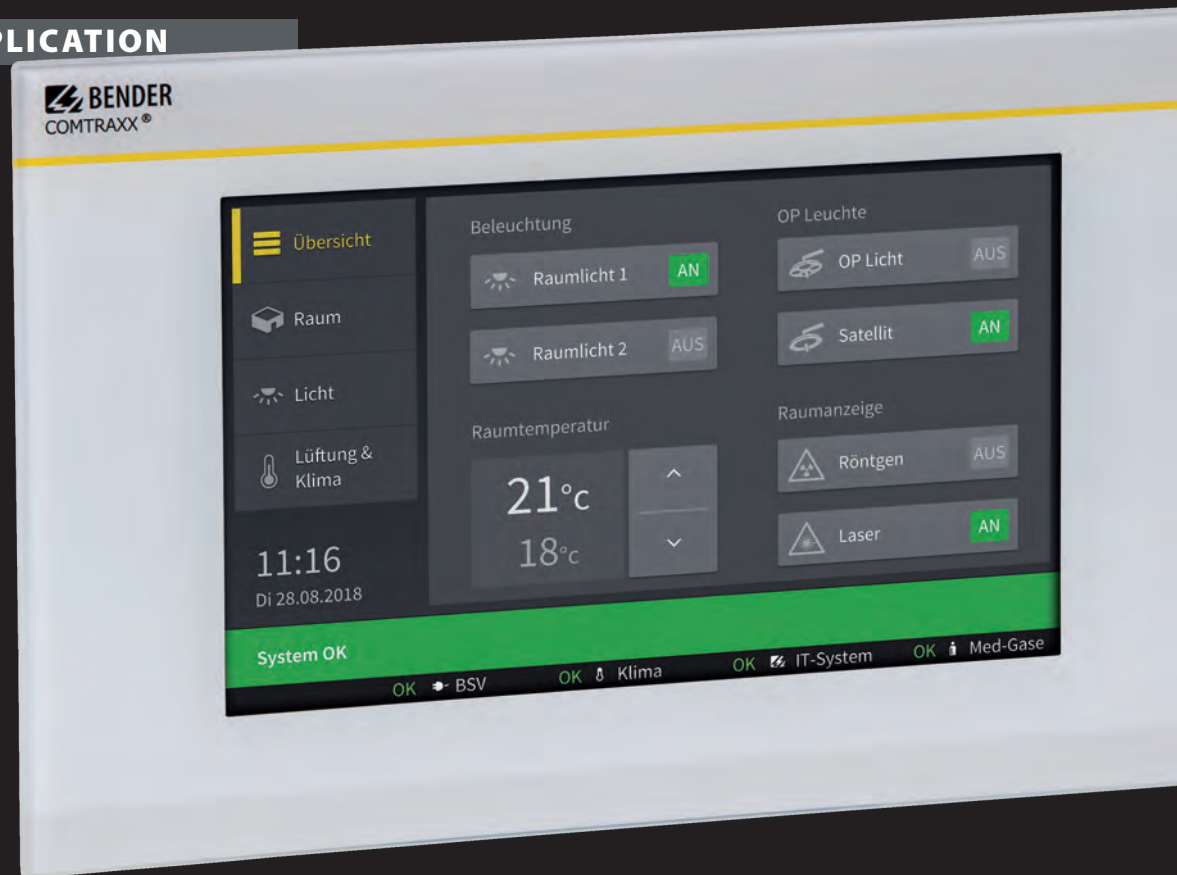 PLICATION
BENDER
COMTRAXX®
Übersicht
Raum
Licht
Lüftung &
Klima
11:16
Di 28.08.2018
Beleuchtung
Raumlicht 1 AN
Raumlicht 2 AUS
Raumtemperatur
21°C
18°C
OP Leuchte
OP Licht AUS
Satellit AN
Raumanzeige
Röntgen AUS
Laser AN
System OK
OK BSV OK Klima OK IT-System OK Med-Gase